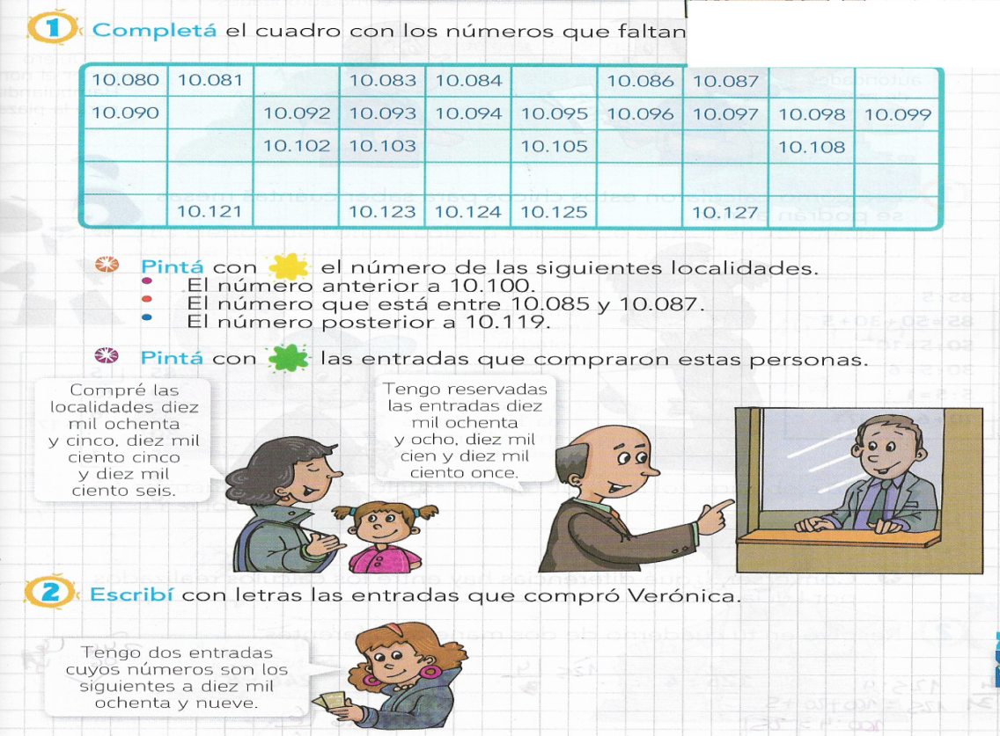 1 Completá el cuadro con los números que faltan
10.080 10.081 10.083 10.084 10.086 10.087
10.090 10.092 10.093 10.094 10.095 10.096 10.097 10.098 10.099
10.102 10.103 10.105 10.108
10.121 10.123 10.124 10.125 10.127
Pintá con el número de las siguientes localidades.
El número anterior a 10.100.
El número que está entre 10.085 y 10.087.
El número posterior a 10.119.
Pintá con las entradas que compraron estas personas.
Compré las
localidades diez
mil ochenta
y cinco, diez mil
ciento cinco
y diez mil
ciento seis.
Tengo reservadas
las entradas diez
mil ochenta
y ocho, diez mil
cien y diez mil
ciento once.
2 Escribí con letras las entradas que compró Verónica.
Tengo dos entradas
cuyos números son los
siguientes a diez mil
ochenta y nueve.